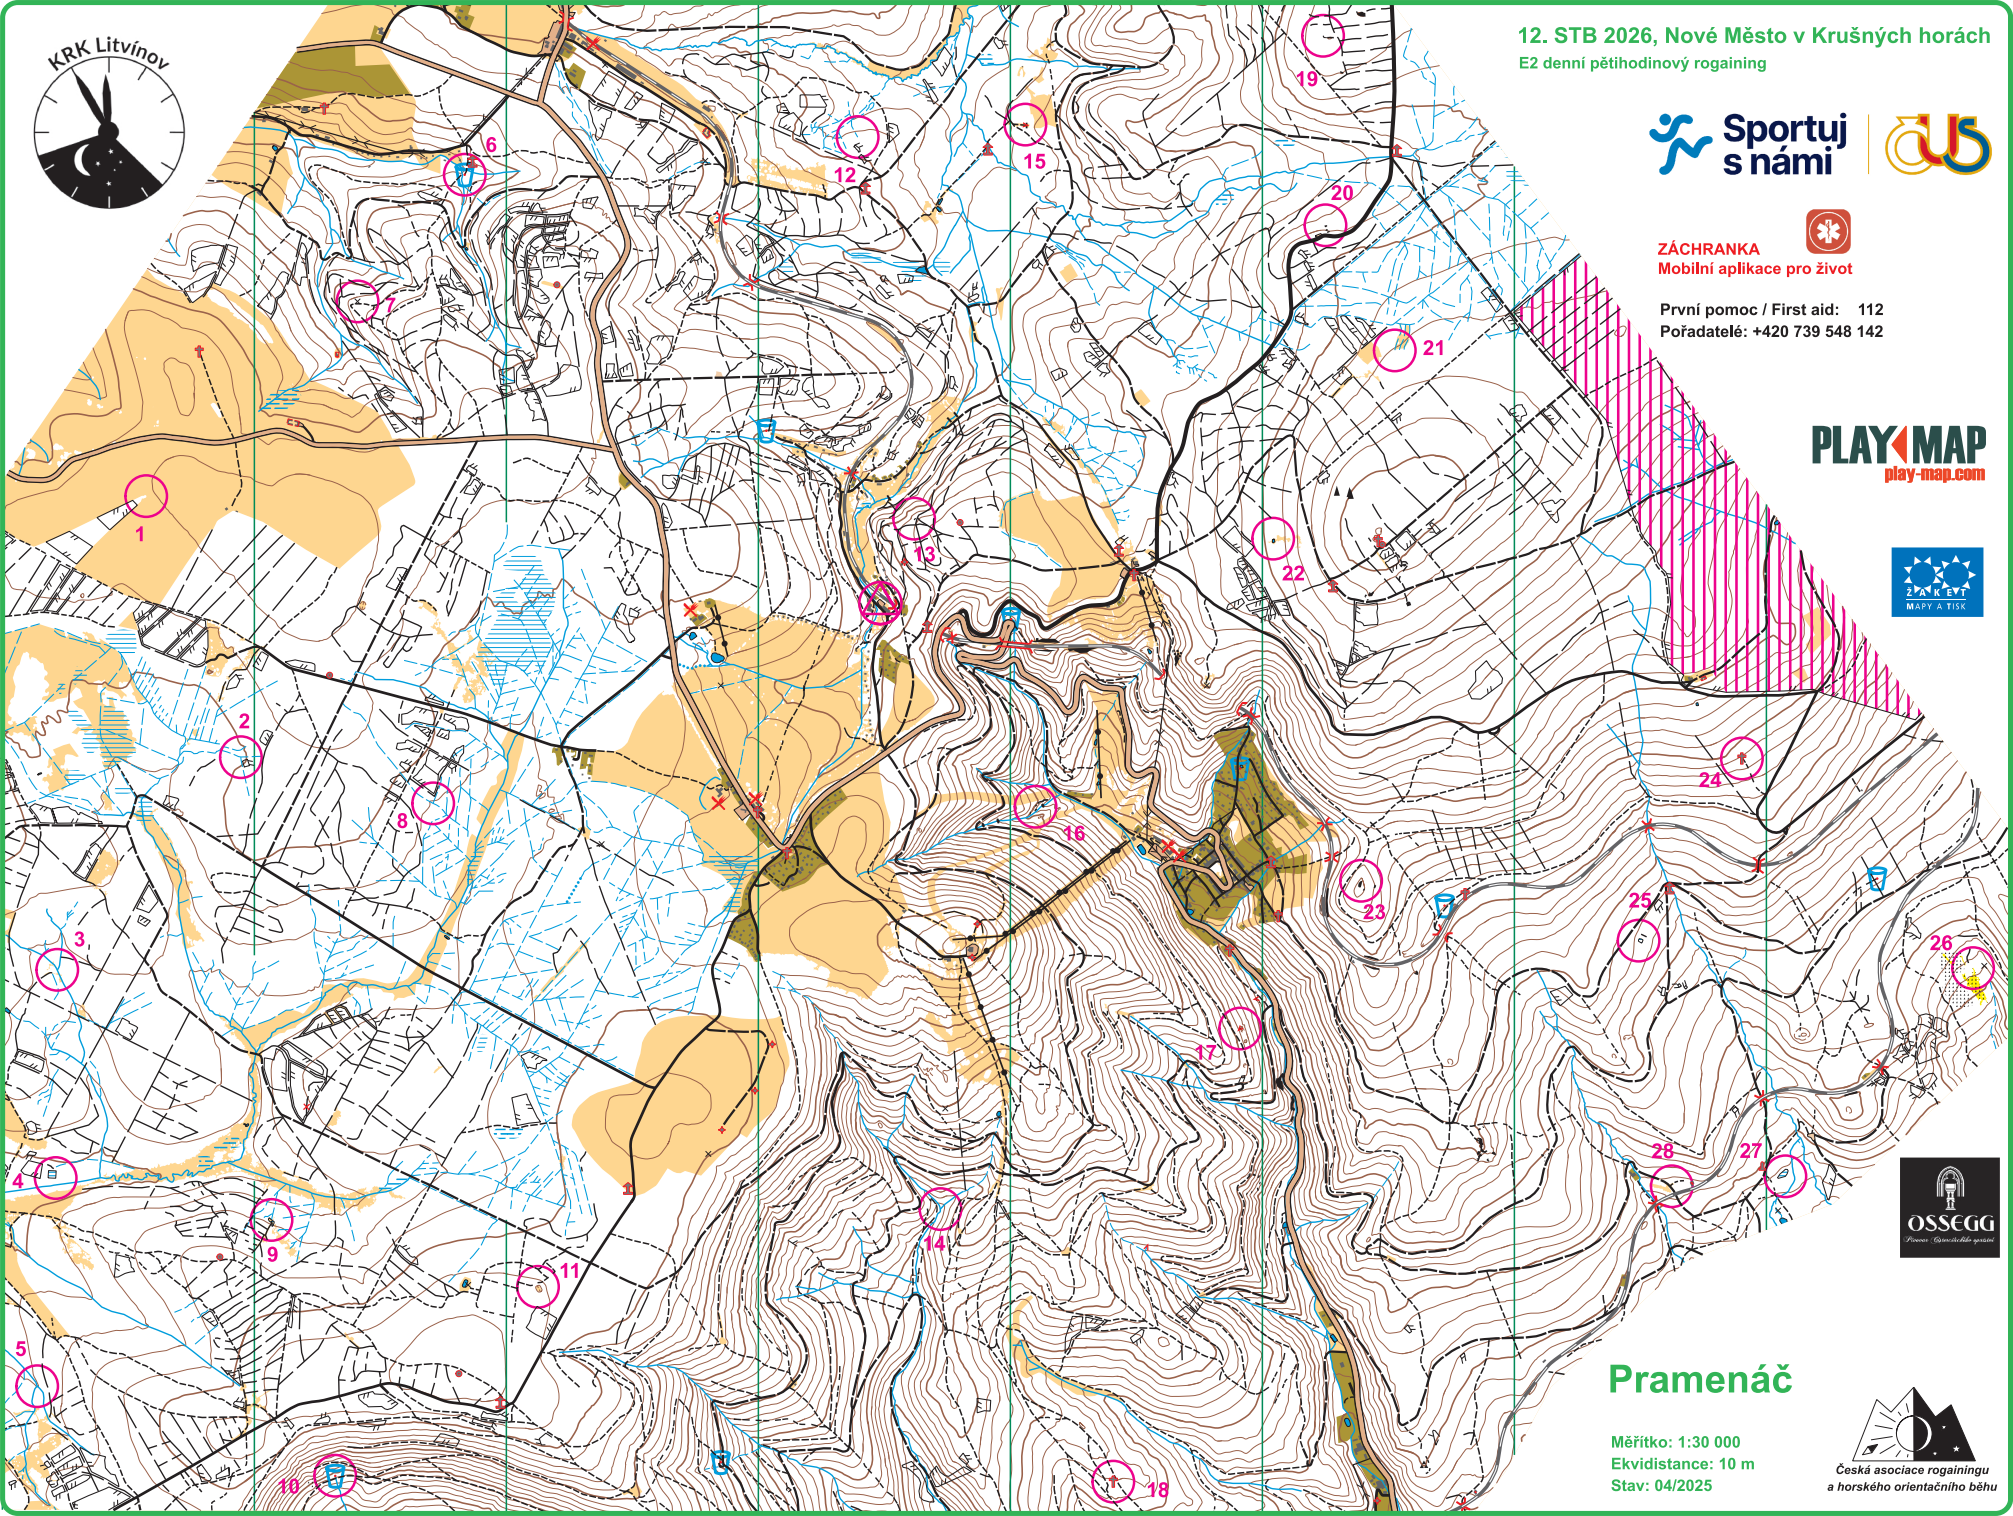 KRK Litvínov
12. STB 2026, Nové Město v Krušných horách
E2 denní pětihodinový rogaining
Sportuj
s námi
ČUS
ZÁCHRANKA
Mobilní aplikace pro život
První pomoc / First aid: 112
Pořadatelé: +420 739 548 142
PLAY MAP
play-map.com
ŽAKET
MAPY A TISK
OSSEGG
Pramenáč
Měřítko: 1:30 000
Ekvidistance: 10 m
Stav: 04/2025
Česká asociace rogainingu
a horského orientačního běhu
1
2
3
4
5
6
7
8
9
10
11
12
13
14
15
16
17
18
19
20
21
22
23
24
25
26
27
28